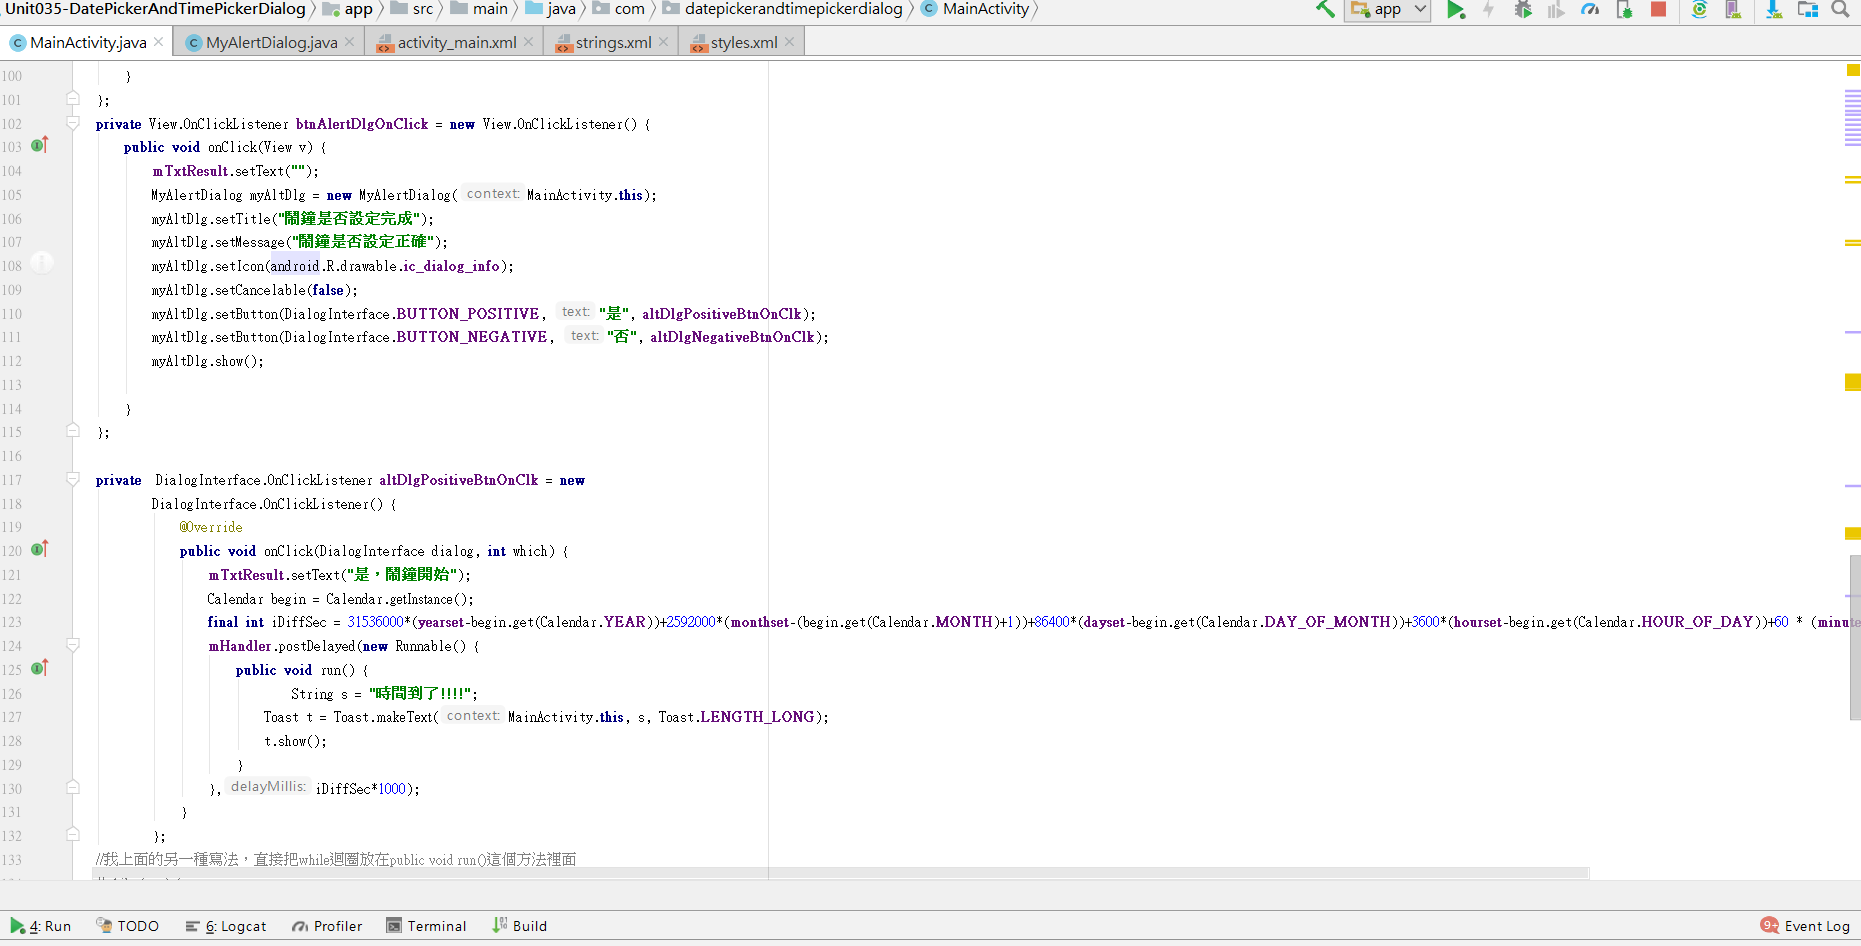 Unit035-DatePickerAndTimePickerDialog app src main java com datepickerandtimepickerdialog MainActivity app
MainActivity.java MyAlertDialog.java activity_main.xml strings.xml styles.xml
100 }
101 };
102 private View.OnClickListener btnAlertDlgOnClick = new View.OnClickListener() {
103 public void onClick(View v) {
104 mTxtResult.setText("");
105 MyAlertDialog myAltDlg = new MyAlertDialog( context: MainActivity.this);
106 myAltDlg.setTitle("鬧鐘是否設定完成");
107 myAltDlg.setMessage("鬧鐘是否設定正確");
108 myAltDlg.setIcon(android.R.drawable.ic_dialog_info);
109 myAltDlg.setCancelable(false);
110 myAltDlg.setButton(DialogInterface.BUTTON_POSITIVE, text: "是", altDlgPositiveBtnOnClk);
111 myAltDlg.setButton(DialogInterface.BUTTON_NEGATIVE, text: "否", altDlgNegativeBtnOnClk);
112 myAltDlg.show();
113
114 }
115 };
116
117 private DialogInterface.OnClickListener altDlgPositiveBtnOnClk = new
118 DialogInterface.OnClickListener() {
119 @Override
120 public void onClick(DialogInterface dialog, int which) {
121 mTxtResult.setText("是，鬧鐘開始");
122 Calendar begin = Calendar.getInstance();
123 final int iDiffSec = 31536000*(yearset-begin.get(Calendar.YEAR))+2592000*(monthset-(begin.get(Calendar.MONTH)+1))+86400*(dayset-begin.get(Calendar.DAY_OF_MONTH))+3600*(hourset-begin.get(Calendar.HOUR_OF_DAY))+60 * (minute
124 mHandler.postDelayed(new Runnable() {
125 public void run() {
126 String s = "時間到了!!!!";
127 Toast t = Toast.makeText( context: MainActivity.this, s, Toast.LENGTH_LONG);
128 t.show();
129 }
130 }, delayMillis: iDiffSec*1000);
131 }
132 };
133 //我上面的另一種寫法，直接把while迴圈放在public void run()這個方法裡面
4: Run TODO 6: Logcat Profiler Terminal Build 9+ Event Log